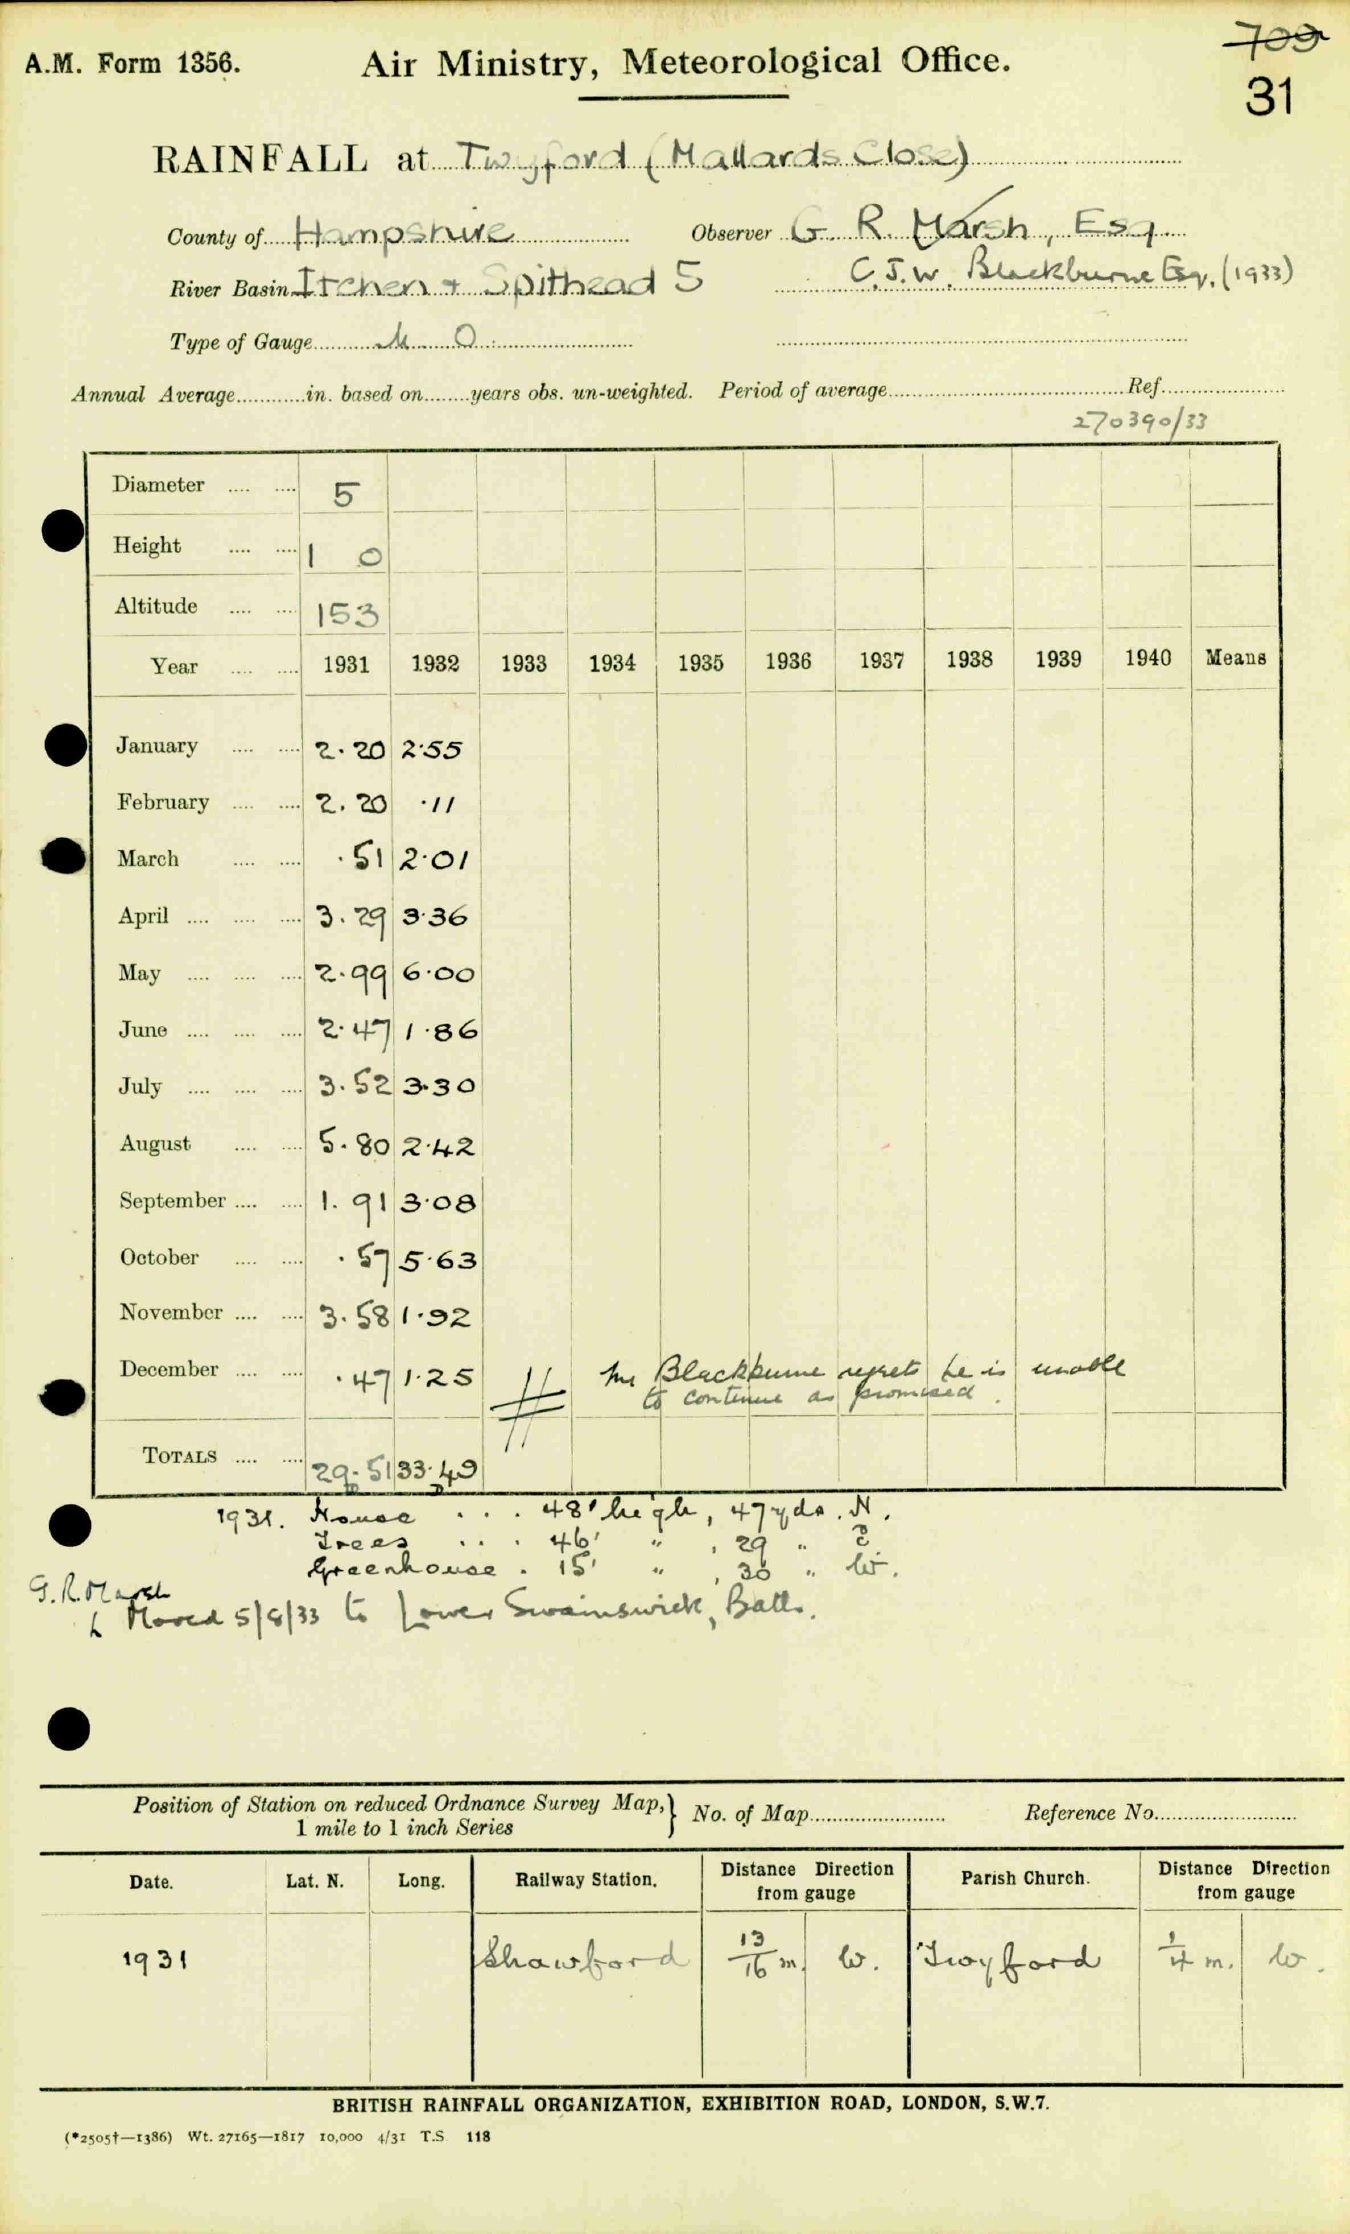 A.M. Form 1356.
Air Ministry, Meteorological Office.
709
31
RAINFALL at Twyford (Mallards Close)
County of Hampshire Observer G. R. Marsh, Esq
River Basin Itchen + Spithead 5 C.J.W. Blackburne Esq. (1933)
Type of Gauge M O
Annual Average in. based on years obs. un-weighted. Period of average Ref.
270390/33
Diameter 5
Height 1 0
Altitude 153
Year 1931 1932 1933 1934 1935 1936 1937 1938 1939 1940 Means
January 2.20 2.55
February 2.20 .11
March .51 2.01
April 3.29 3.36
May 2.99 6.00
June 2.47 1.86
July 3.52 3.30
August 5.80 2.42
September 1.91 3.08
October .57 5.63
November 3.58 1.92
December .47 1.25 Mr Blackburne regrets he is unable
to continue as promised.
TOTALS 29.51 33.49
1931. House . . . 48' high, 47 yds. N.
Trees . . . 46' " , 29 " E.
Greenhouse . 15' " , 30 " W.
G.R. Marsh
Moved 5/8/33 to Lower Swainswick, Bath.
Position of Station on reduced Ordnance Survey Map,} No. of Map Reference No.
1 mile to 1 inch Series
Date. Lat. N. Long. Railway Station. Distance Direction from gauge Parish Church. Distance Direction from gauge
1931 Shawford 13/16 m. W. Twyford 1/4 m. W.
BRITISH RAINFALL ORGANIZATION, EXHIBITION ROAD, LONDON, S.W.7.
(*2505†—1386) Wt. 27165—1817 10,000 4/31 T.S. 118